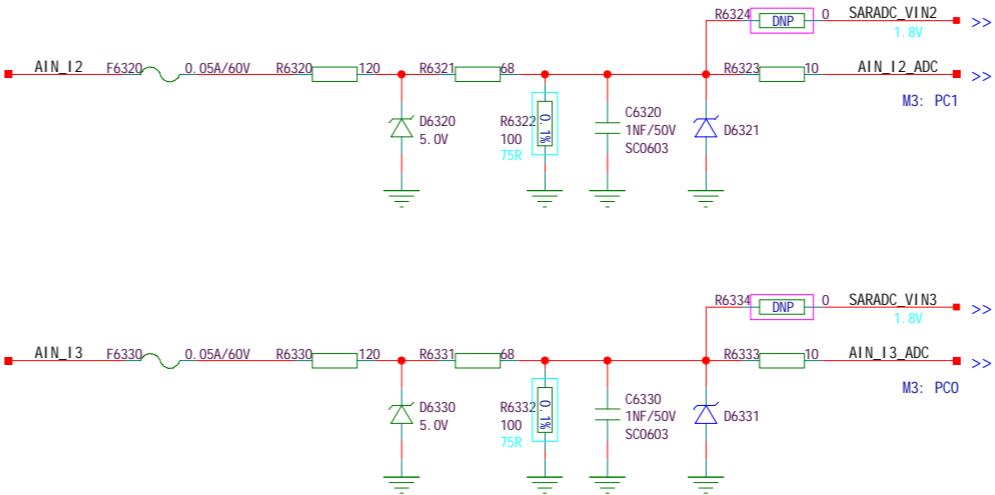 R6324 DNP 0 SARADC_VIN2 >>
1.8V
AIN_I2 F6320 0.05A/60V R6320 120 R6321 68 R6323 10 AIN_I2_ADC >>
M3: PC1
D6320
5.0V
R6322
100
75R
0.1%
C6320
1NF/50V
SC0603
D6321
R6334 DNP 0 SARADC_VIN3 >>
1.8V
AIN_I3 F6330 0.05A/60V R6330 120 R6331 68 R6333 10 AIN_I3_ADC >>
M3: PC0
D6330
5.0V
R6332
100
75R
0.1%
C6330
1NF/50V
SC0603
D6331